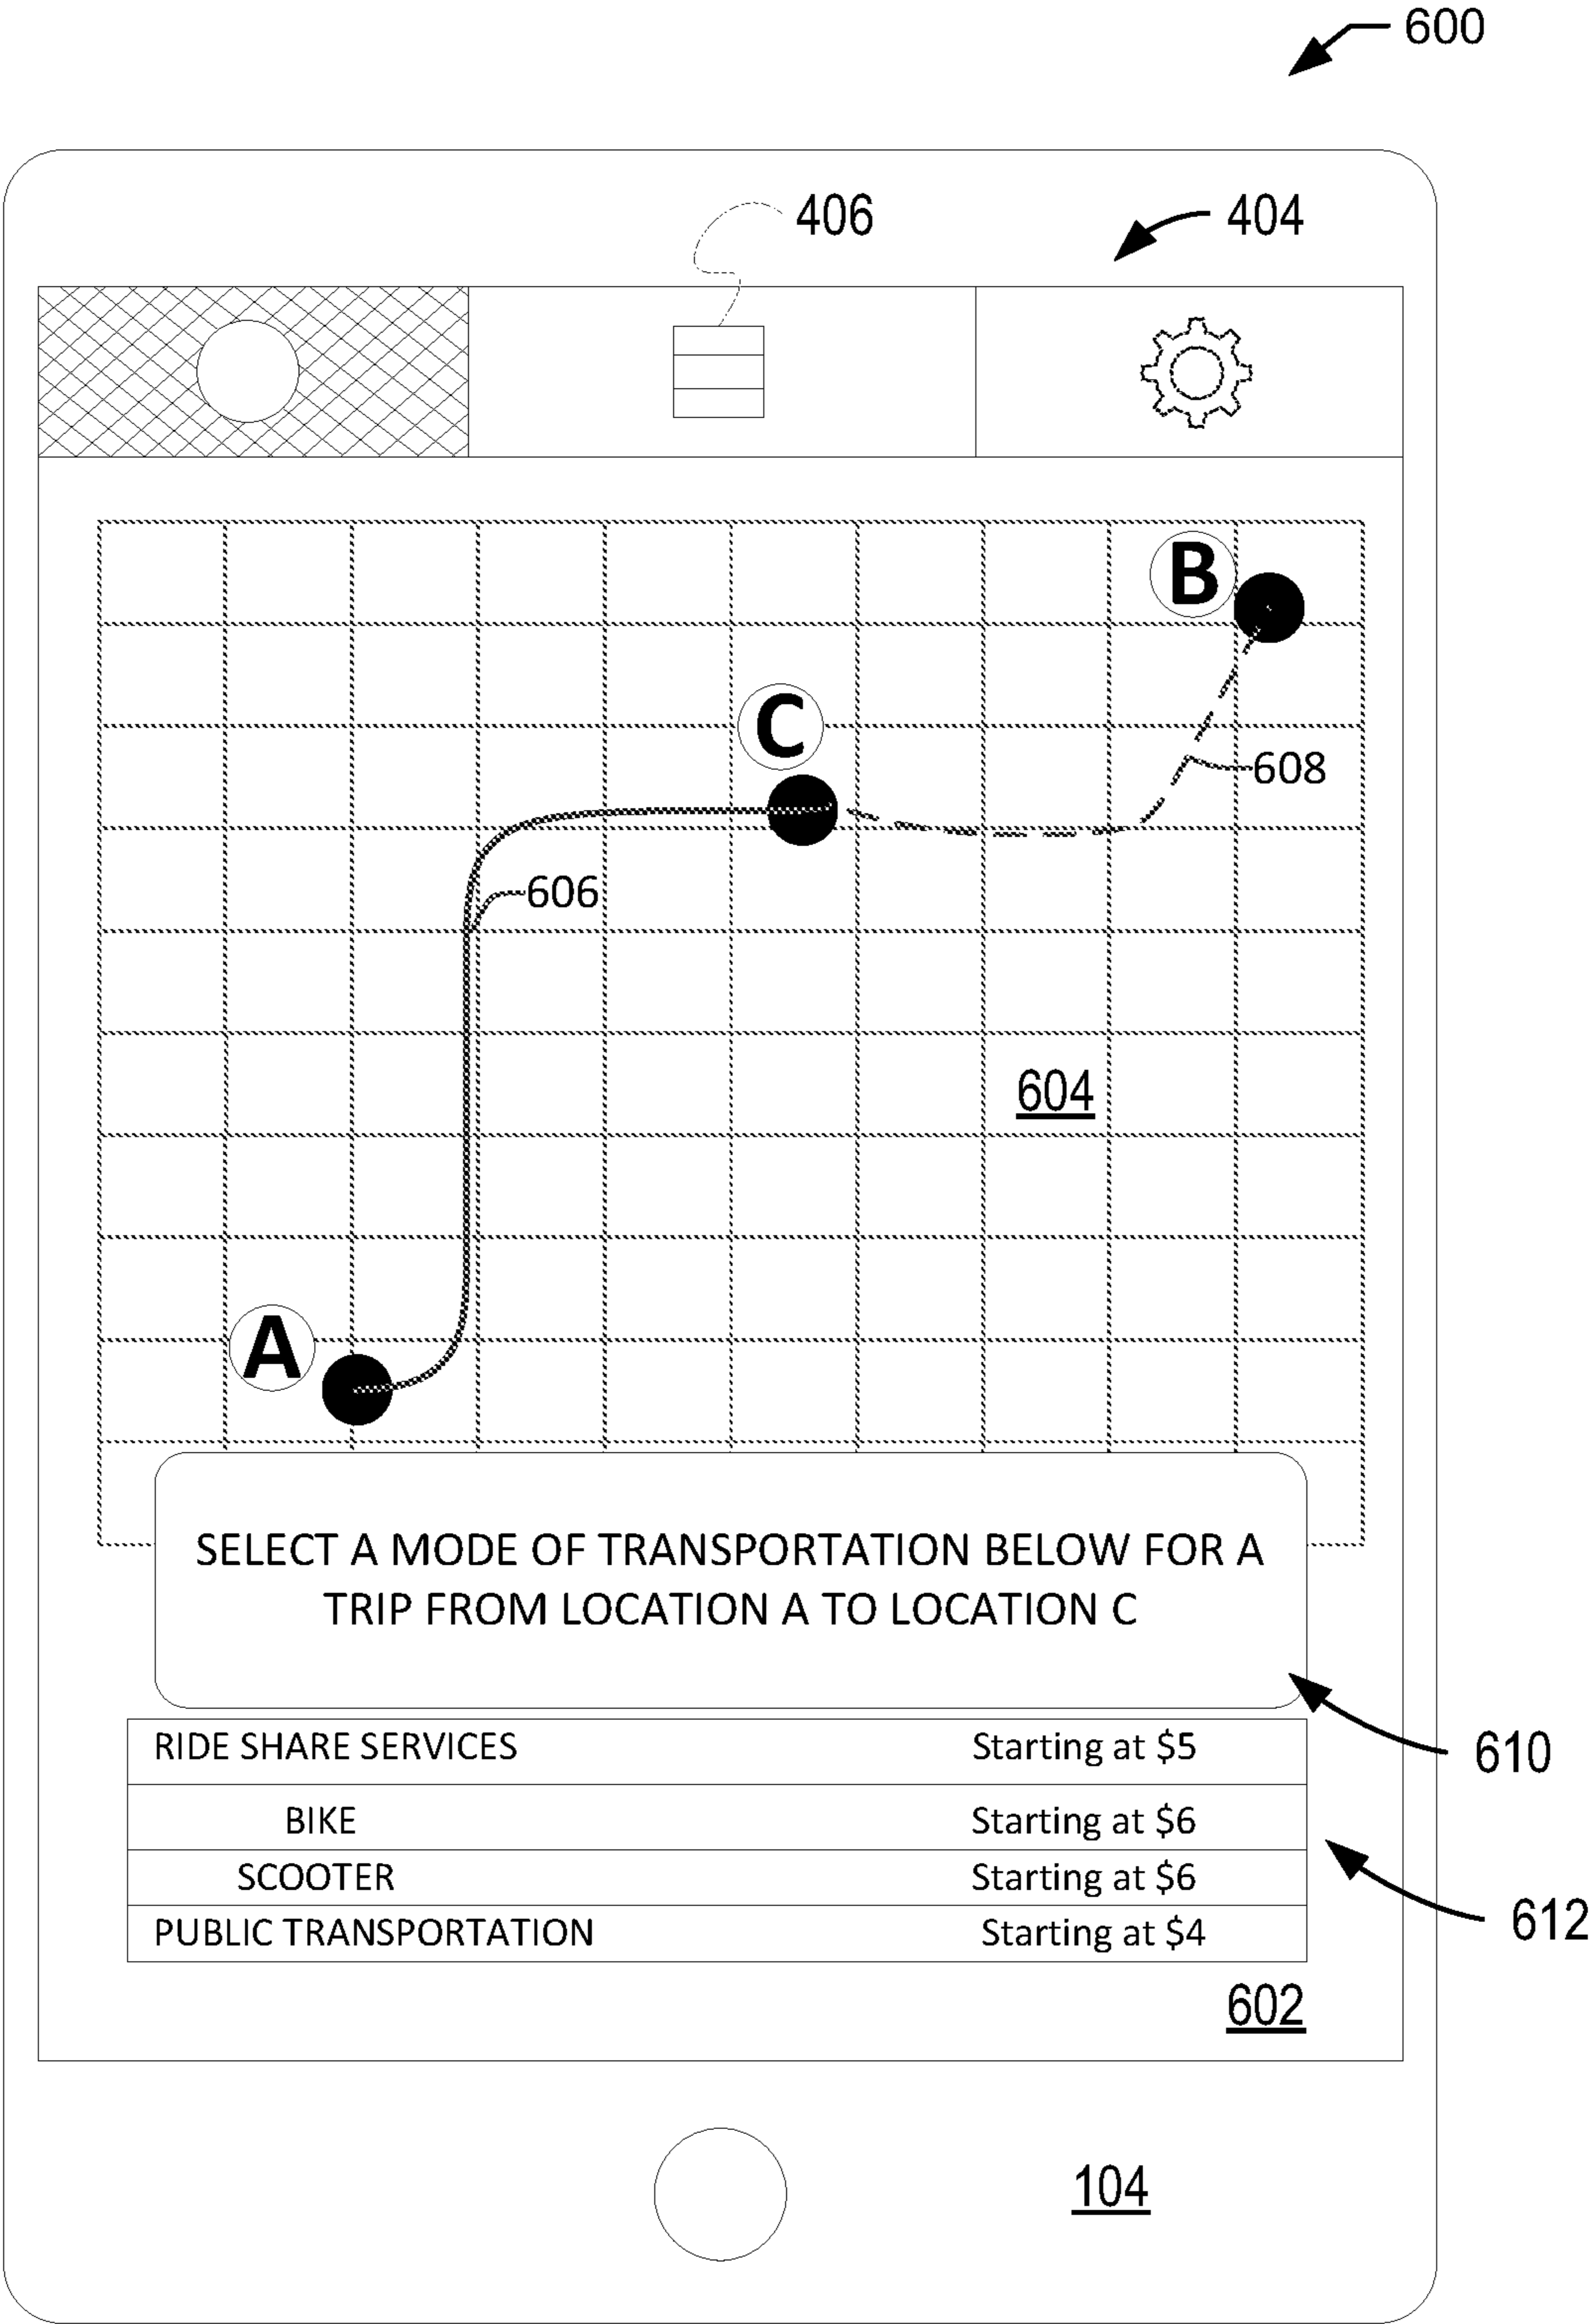 600
406
404
B
C
608
606
604
A
SELECT A MODE OF TRANSPORTATION BELOW FOR A
TRIP FROM LOCATION A TO LOCATION C
610
RIDE SHARE SERVICES Starting at $5
BIKE Starting at $6
SCOOTER Starting at $6
612
PUBLIC TRANSPORTATION Starting at $4
602
104